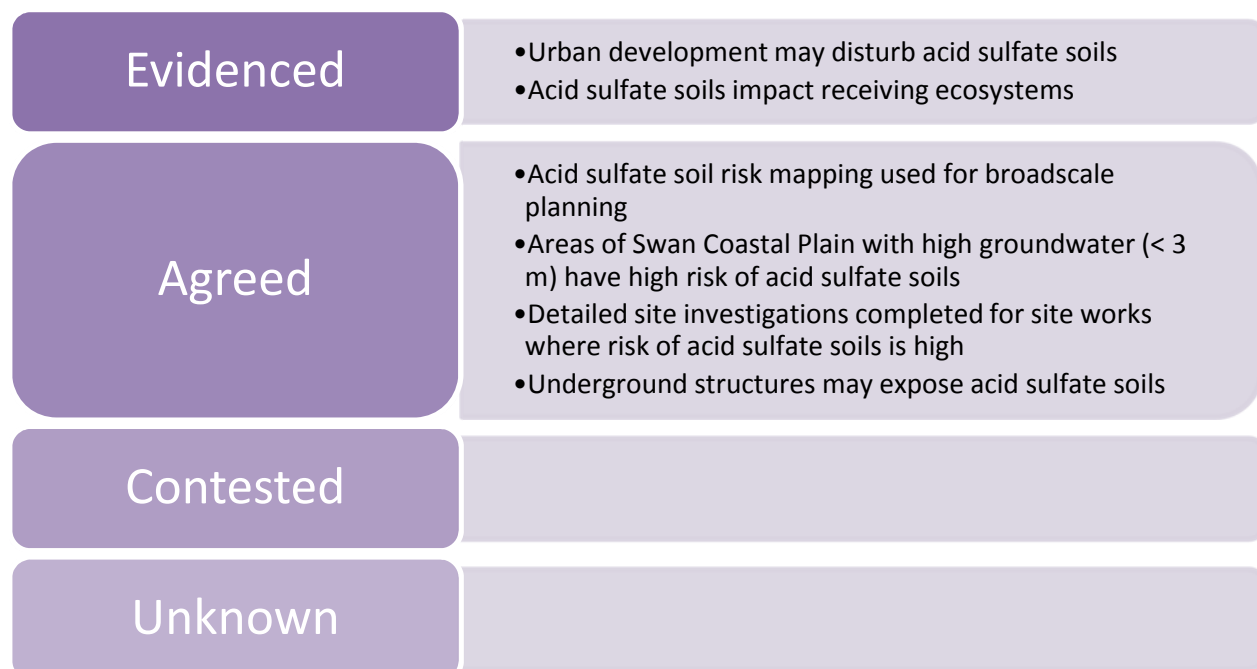 Evidenced
•Urban development may disturb acid sulfate soils
•Acid sulfate soils impact receiving ecosystems
Agreed
•Acid sulfate soil risk mapping used for broadscale
planning
•Areas of Swan Coastal Plain with high groundwater (< 3
m) have high risk of acid sulfate soils
•Detailed site investigations completed for site works
where risk of acid sulfate soils is high
•Underground structures may expose acid sulfate soils
Contested
Unknown